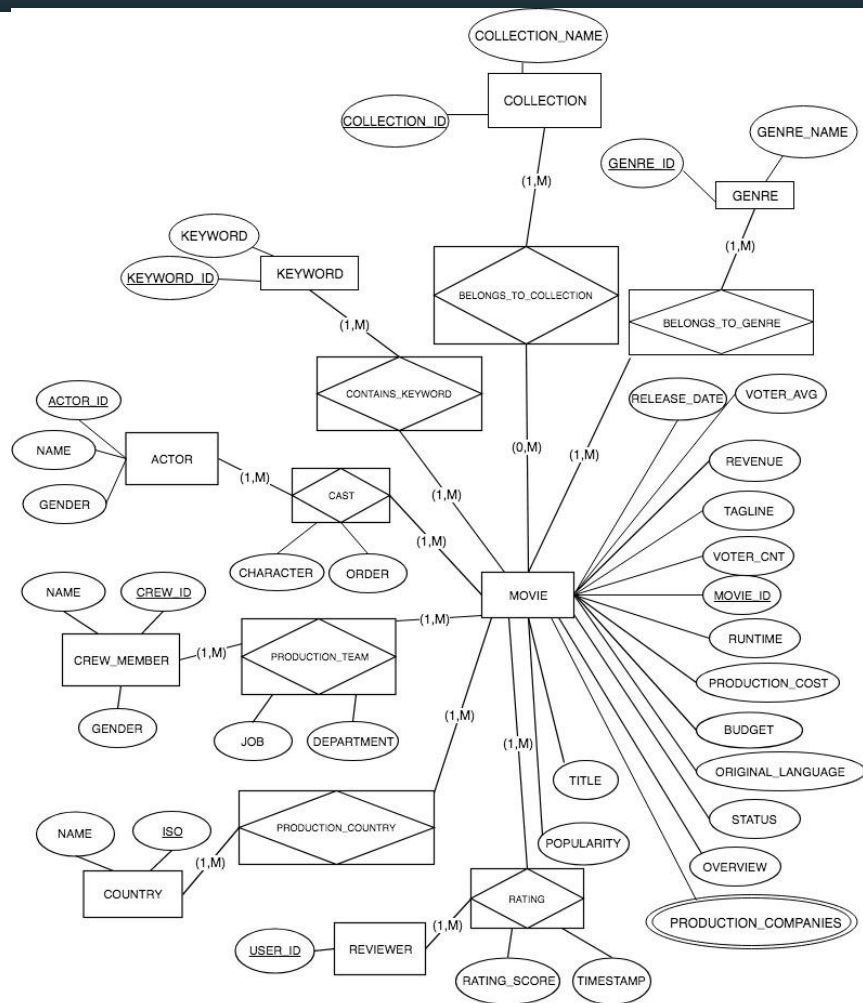 COLLECTION_NAME
COLLECTION
COLLECTION_ID
GENRE_NAME
GENRE_ID
GENRE
(1,M)
(1,M)
KEYWORD
KEYWORD_ID
KEYWORD
BELONGS_TO_COLLECTION
BELONGS_TO_GENRE
(1,M)
CONTAINS_KEYWORD
ACTOR_ID
NAME
GENDER
ACTOR
(1,M)
CAST
(1,M)
(1,M)
CHARACTER
ORDER
(0,M)
(1,M)
RELEASE_DATE
VOTER_AVG
REVENUE
TAGLINE
VOTER_CNT
MOVIE
MOVIE_ID
RUNTIME
PRODUCTION_COST
BUDGET
ORIGINAL_LANGUAGE
STATUS
OVERVIEW
PRODUCTION_COMPANIES
TITLE
POPULARITY
NAME
CREW_ID
CREW_MEMBER
GENDER
(1,M)
PRODUCTION_TEAM
(1,M)
JOB
DEPARTMENT
(1,M)
(1,M)
NAME
ISO
COUNTRY
(1,M)
PRODUCTION_COUNTRY
USER_ID
REVIEWER
(1,M)
RATING
RATING_SCORE
TIMESTAMP